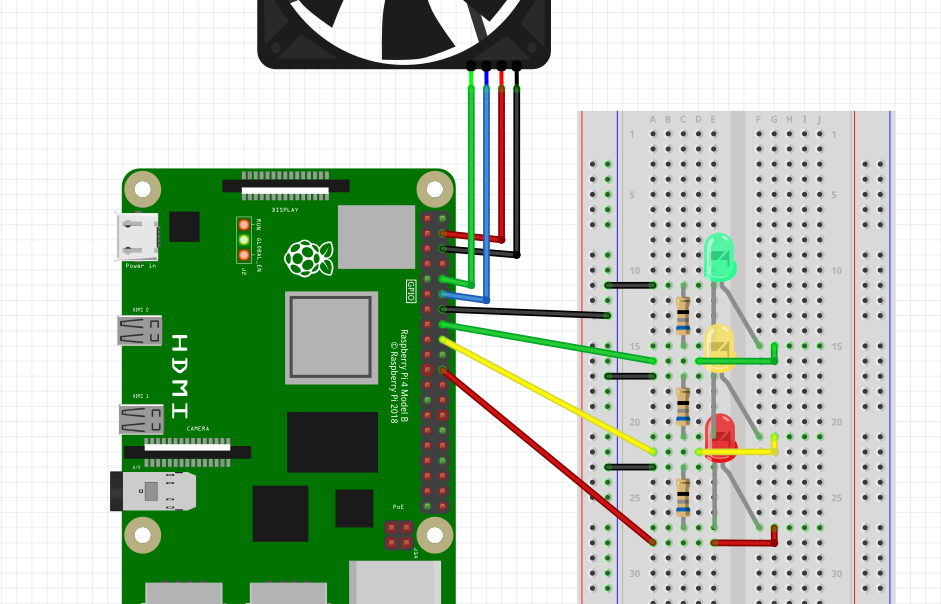 A B C D E F G H I J
1 1
5 5
10 10
15 15
20 20
25 25
30 30
DISPLAY
RUN
GLOBAL_EN
J2
Power in
GPIO
HDMI 0
HDMI
Raspberry Pi 4 Model B
© Raspberry Pi 2018
HDMI 1
CAMERA
A/V
PoE
J14